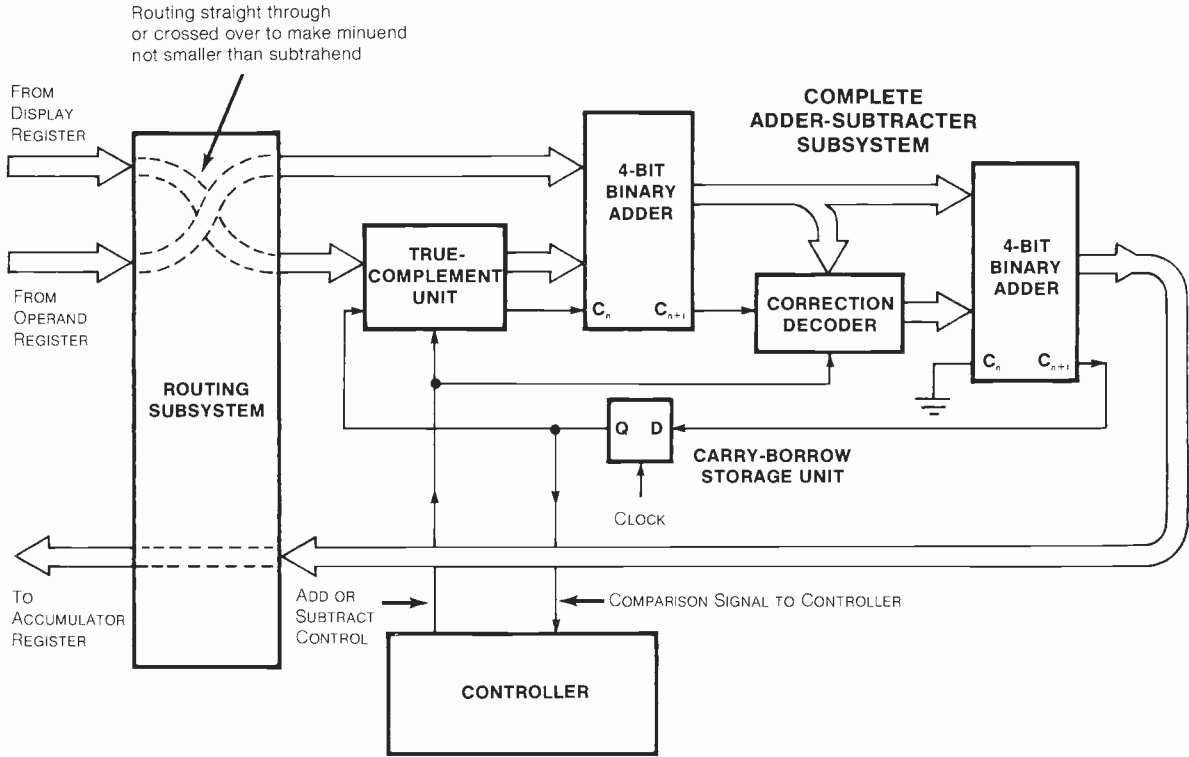 Routing straight through
or crossed over to make minuend
not smaller than subtrahend
FROM
DISPLAY
REGISTER
COMPLETE
ADDER-SUBTRACTER
SUBSYSTEM
4-BIT
BINARY
ADDER
TRUE-
COMPLEMENT
UNIT
4-BIT
BINARY
ADDER
FROM
OPERAND
REGISTER
Cn Cn+1
CORRECTION
DECODER
Cn Cn+1
ROUTING
SUBSYSTEM
Q D
CARRY-BORROW
STORAGE UNIT
CLOCK
TO
ACCUMULATOR
REGISTER
ADD OR
SUBTRACT
CONTROL
COMPARISON SIGNAL TO CONTROLLER
CONTROLLER